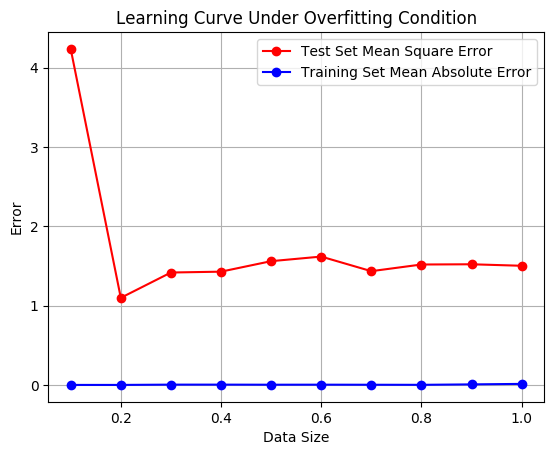 Learning Curve Under Overfitting Condition
Test Set Mean Square Error
Training Set Mean Absolute Error
Error
4
3
2
1
0
0.2
0.4
0.6
0.8
1.0
Data Size